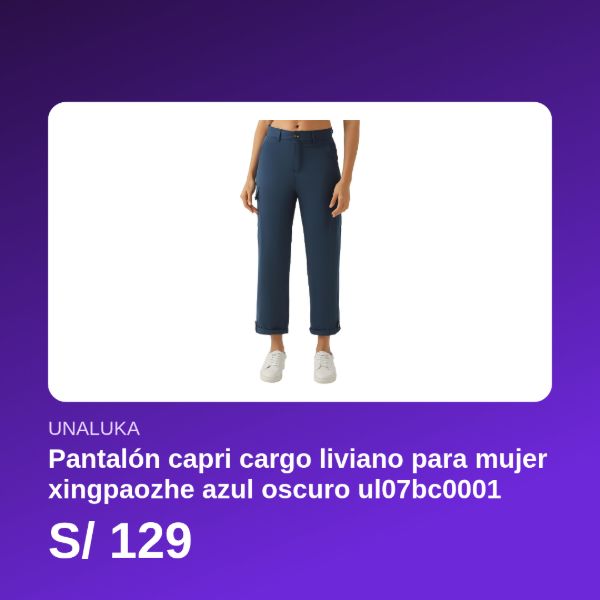 UNALUKA
Pantalón capri cargo liviano para mujer
xingpaozhe azul oscuro ul07bc0001
S/ 129